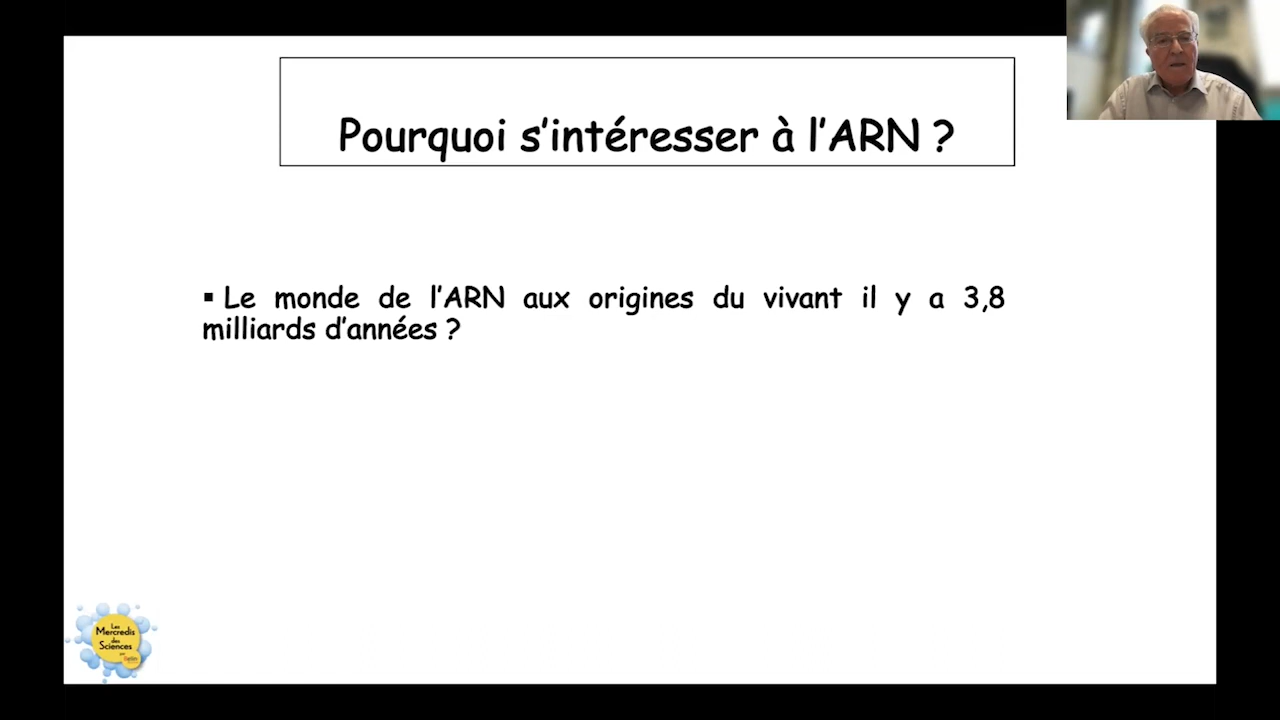 Pourquoi s'intéresser à l'ARN ?
▪ Le monde de l'ARN aux origines du vivant il y a 3,8
milliards d'années ?
Les
Mercredis
des
Sciences
par